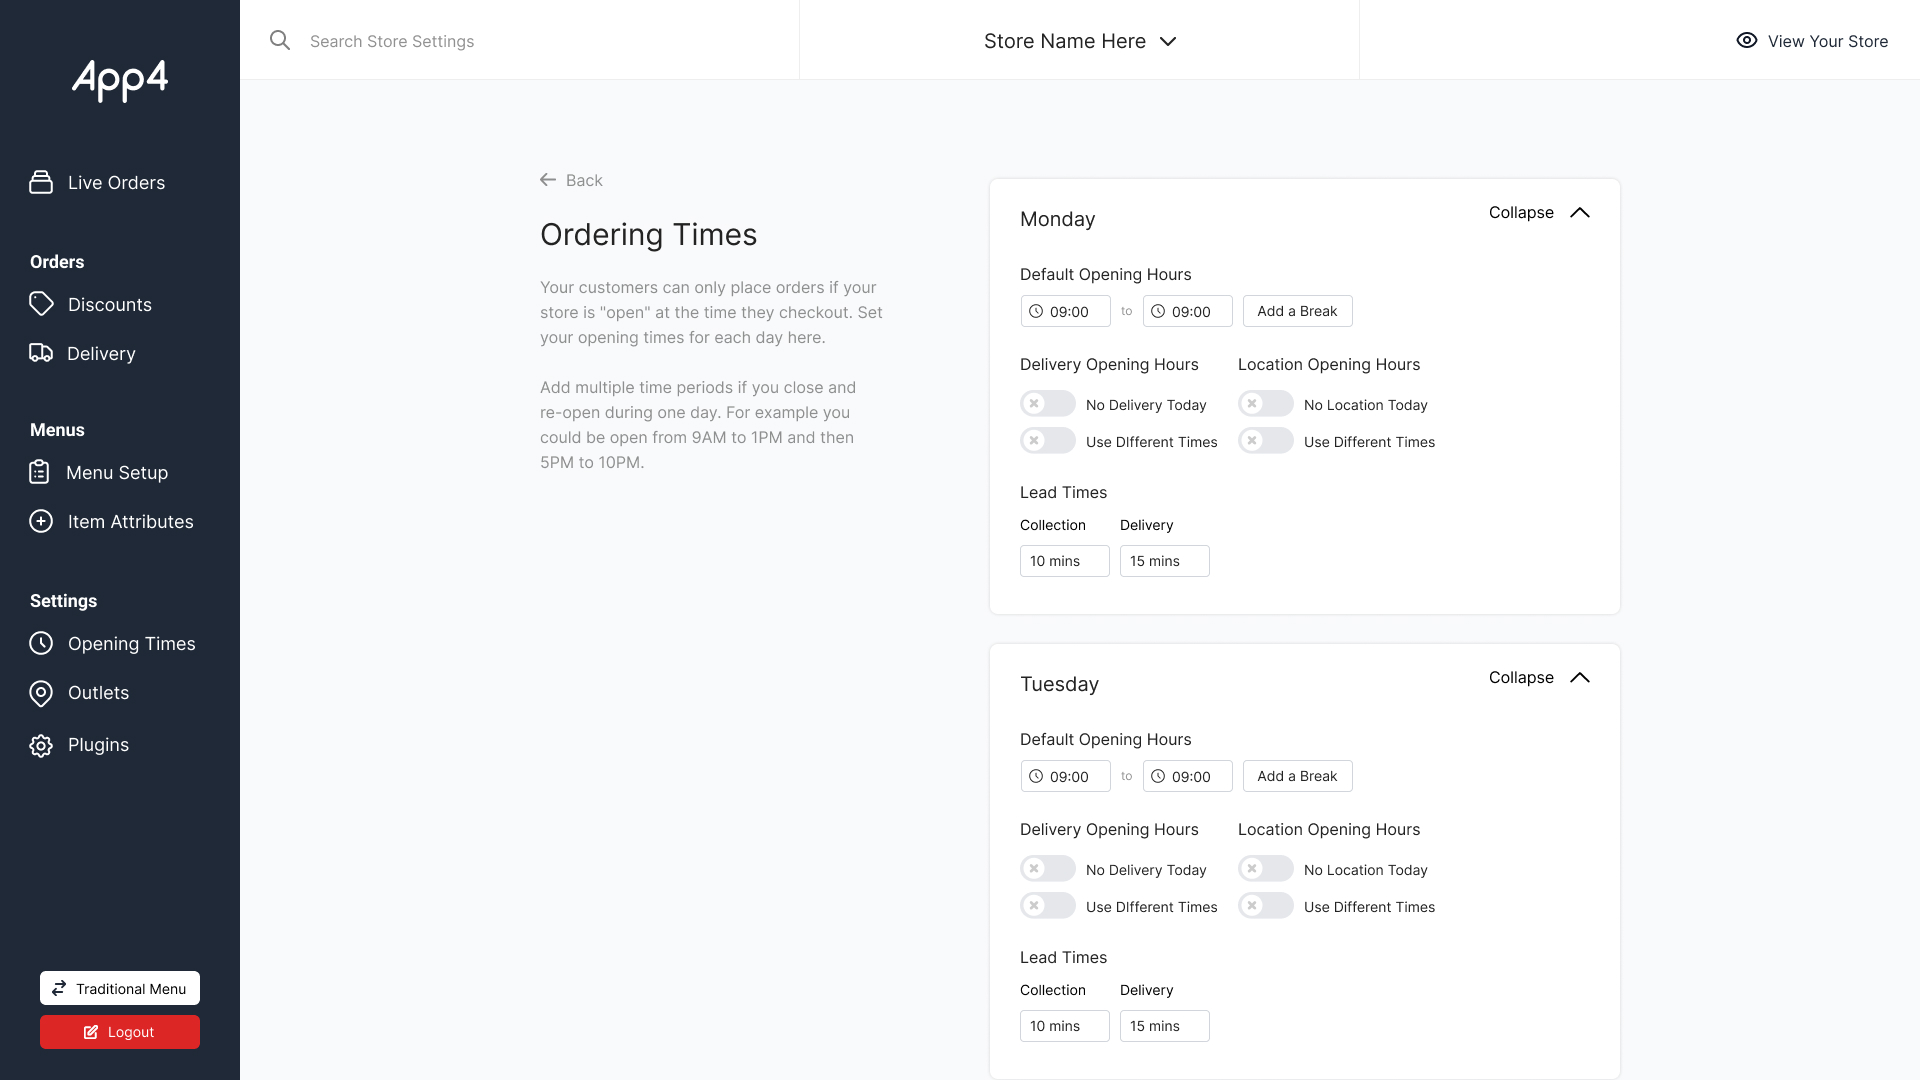 App4
Live Orders
Orders
Discounts
Delivery
Menus
Menu Setup
Item Attributes
Settings
Opening Times
Outlets
Plugins
Traditional Menu
Logout
Search Store Settings
Store Name Here
View Your Store
Back
Ordering Times
Your customers can only place orders if your
store is "open" at the time they checkout. Set
your opening times for each day here.
Add multiple time periods if you close and
re-open during one day. For example you
could be open from 9AM to 1PM and then
5PM to 10PM.
Monday
Collapse
Default Opening Hours
09:00 to 09:00 Add a Break
Delivery Opening Hours Location Opening Hours
No Delivery Today No Location Today
Use DIfferent Times Use Different Times
Lead Times
Collection Delivery
10 mins 15 mins
Tuesday
Collapse
Default Opening Hours
09:00 to 09:00 Add a Break
Delivery Opening Hours Location Opening Hours
No Delivery Today No Location Today
Use DIfferent Times Use Different Times
Lead Times
Collection Delivery
10 mins 15 mins